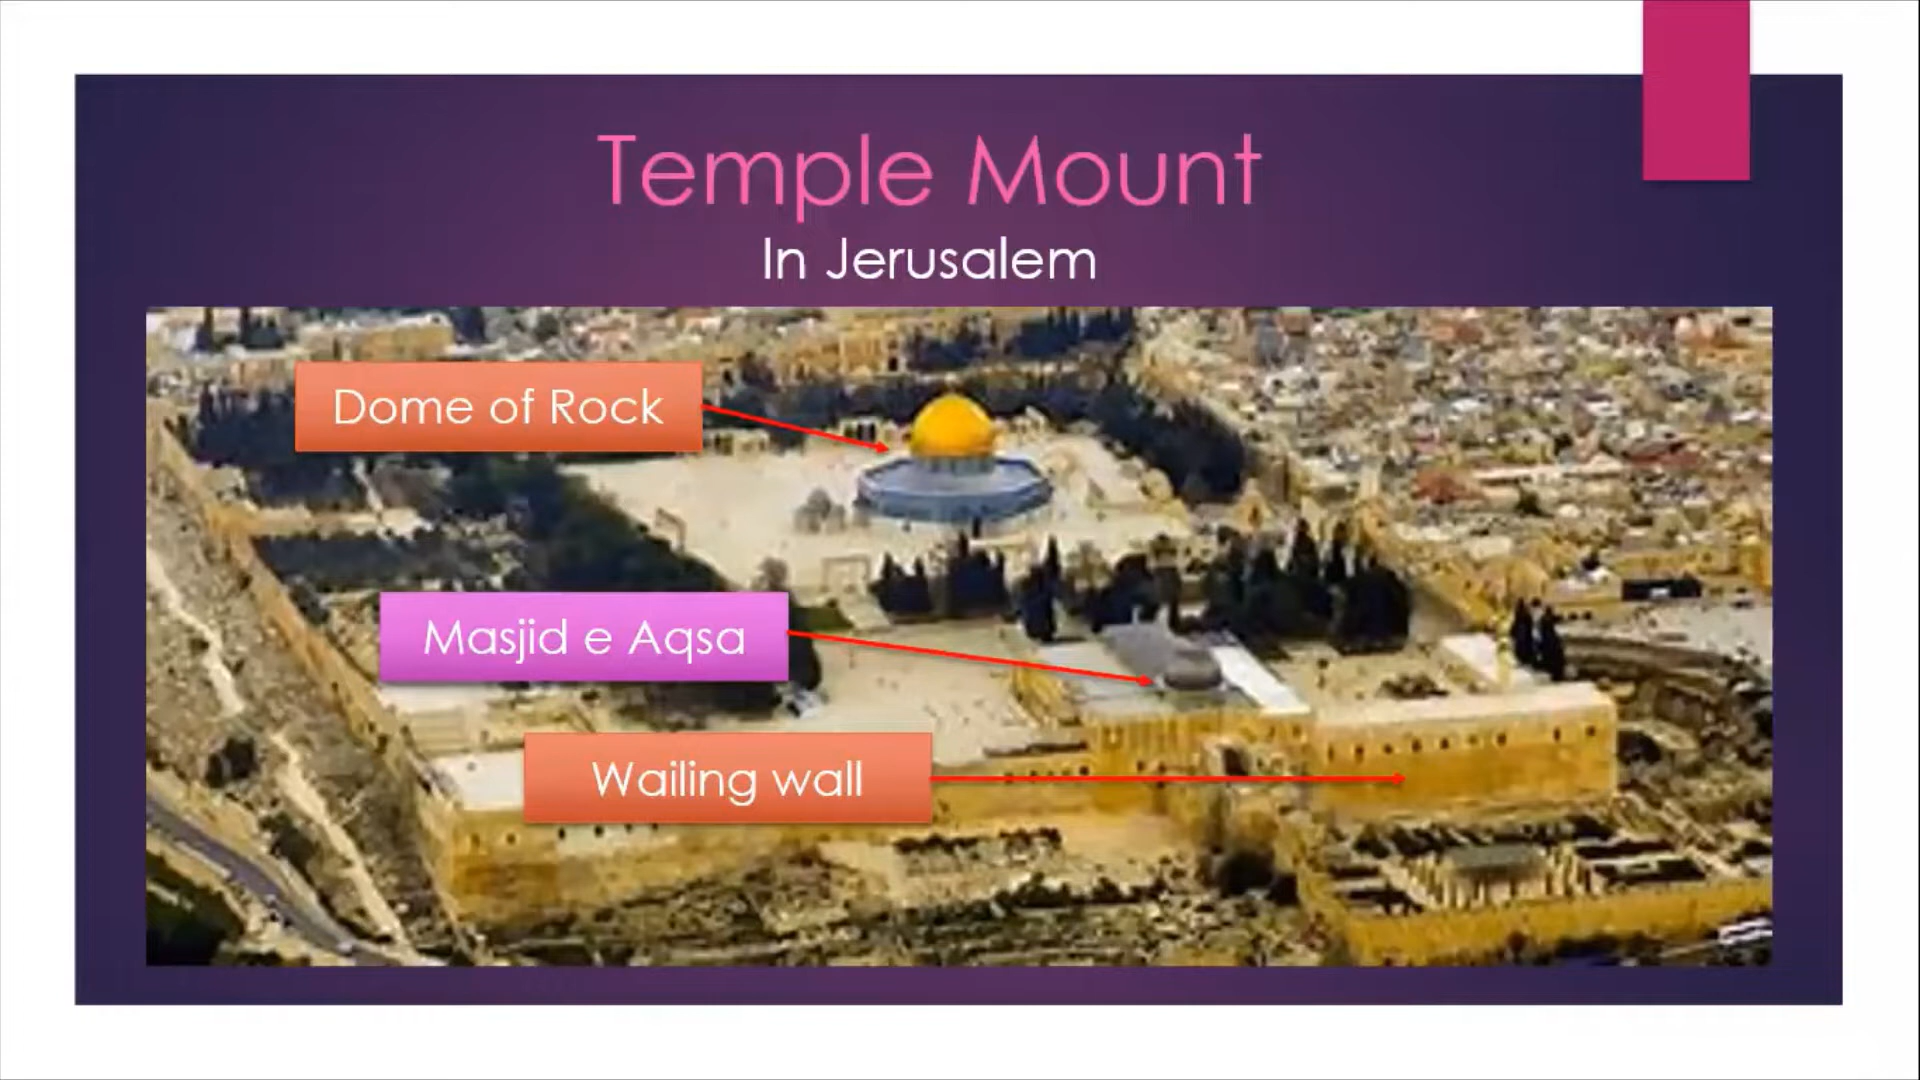 Temple Mount
In Jerusalem
Dome of Rock
Masjid e Aqsa
Wailing wall